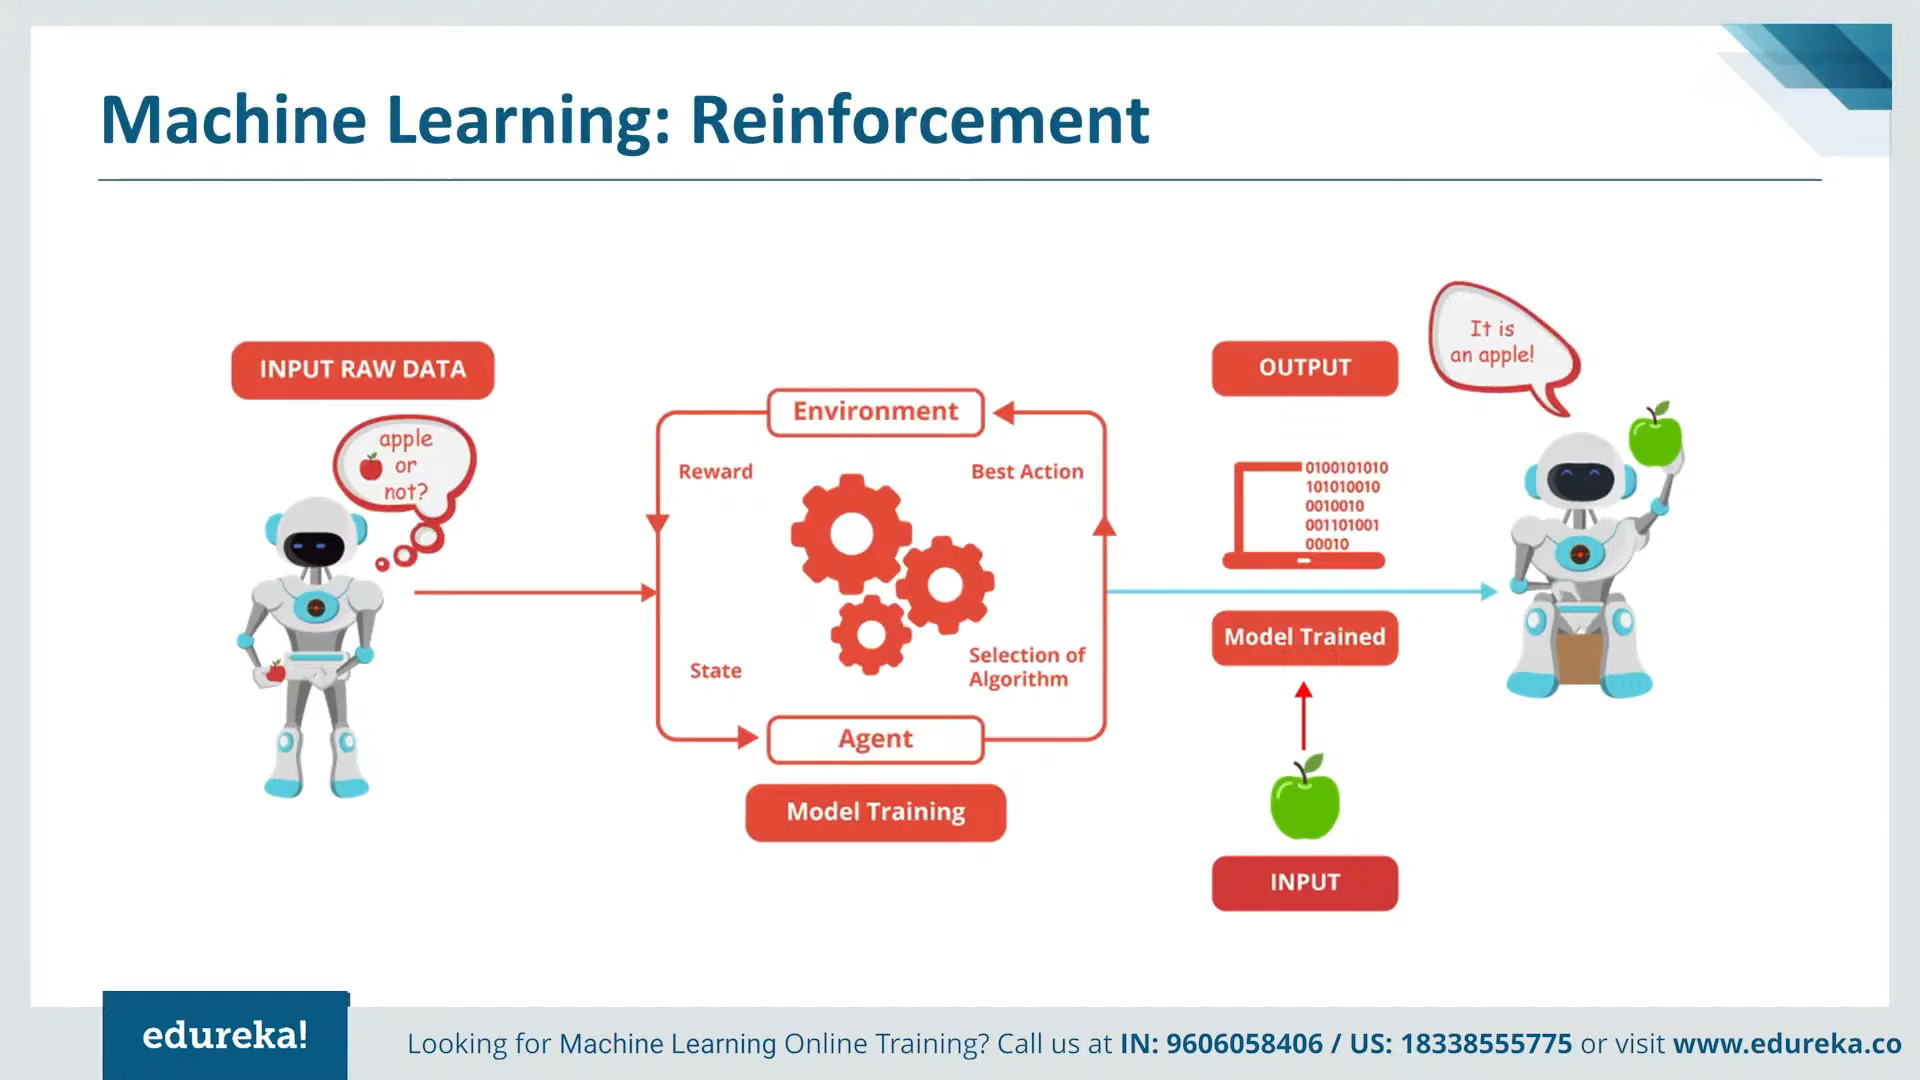 Machine Learning: Reinforcement
INPUT RAW DATA
apple
or
not?
Environment
Reward
Best Action
State
Selection of
Algorithm
Agent
Model Training
OUTPUT
0100101010
101010010
0010010
001101001
00010
Model Trained
INPUT
It is
an apple!
edureka!
Looking for Machine Learning Online Training? Call us at IN: 9606058406 / US: 18338555775 or visit www.edureka.co